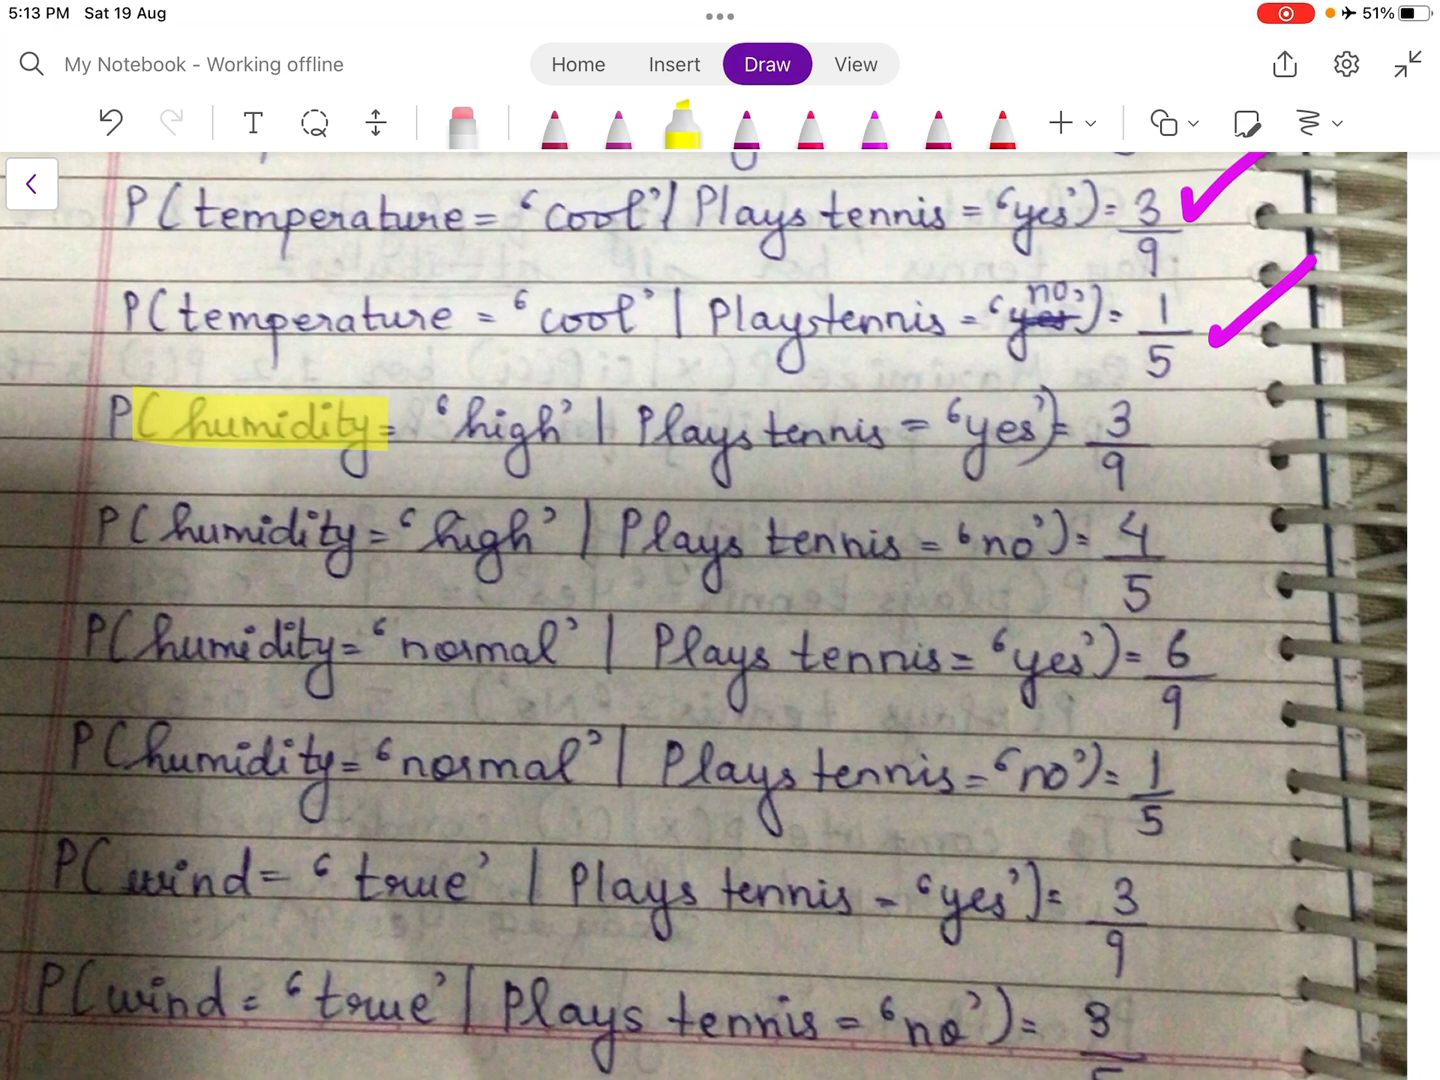 5:13 PM Sat 19 Aug
51%
My Notebook - Working offline
Home Insert Draw View
T
P(temperature = 'cool' | Plays tennis = 'yes') = 3/9
P(temperature = 'cool' | Plays tennis = 'no') = 1/5
P(humidity = 'high' | Plays tennis = 'yes') = 3/9
P(humidity = 'high' | Plays tennis = 'no') = 4/5
P(humidity = 'normal' | Plays tennis = 'yes') = 6/9
P(humidity = 'normal' | Plays tennis = 'no') = 1/5
P(wind = 'true' | Plays tennis = 'yes') = 3/9
P(wind = 'true' | Plays tennis = 'no') = 3